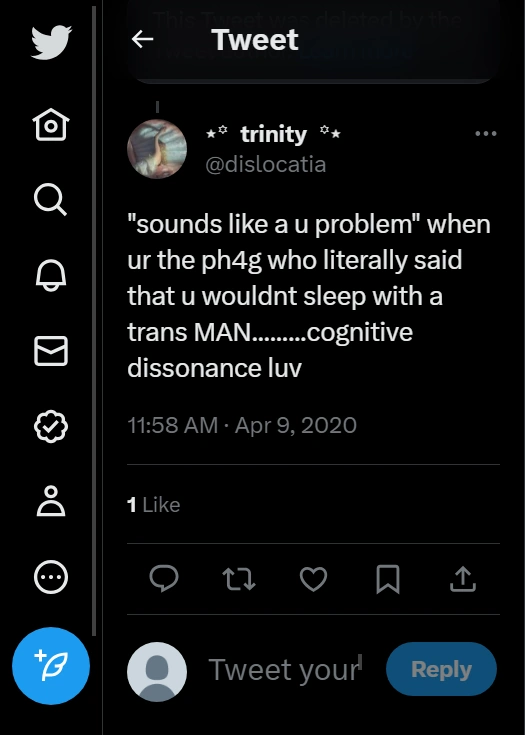 This Tweet was deleted by the
Tweet
⋆✡ trinity ✡⋆
@dislocatia
"sounds like a u problem" when
ur the ph4g who literally said
that u wouldnt sleep with a
trans MAN.........cognitive
dissonance luv
11:58 AM · Apr 9, 2020
1 Like
Tweet your
Reply